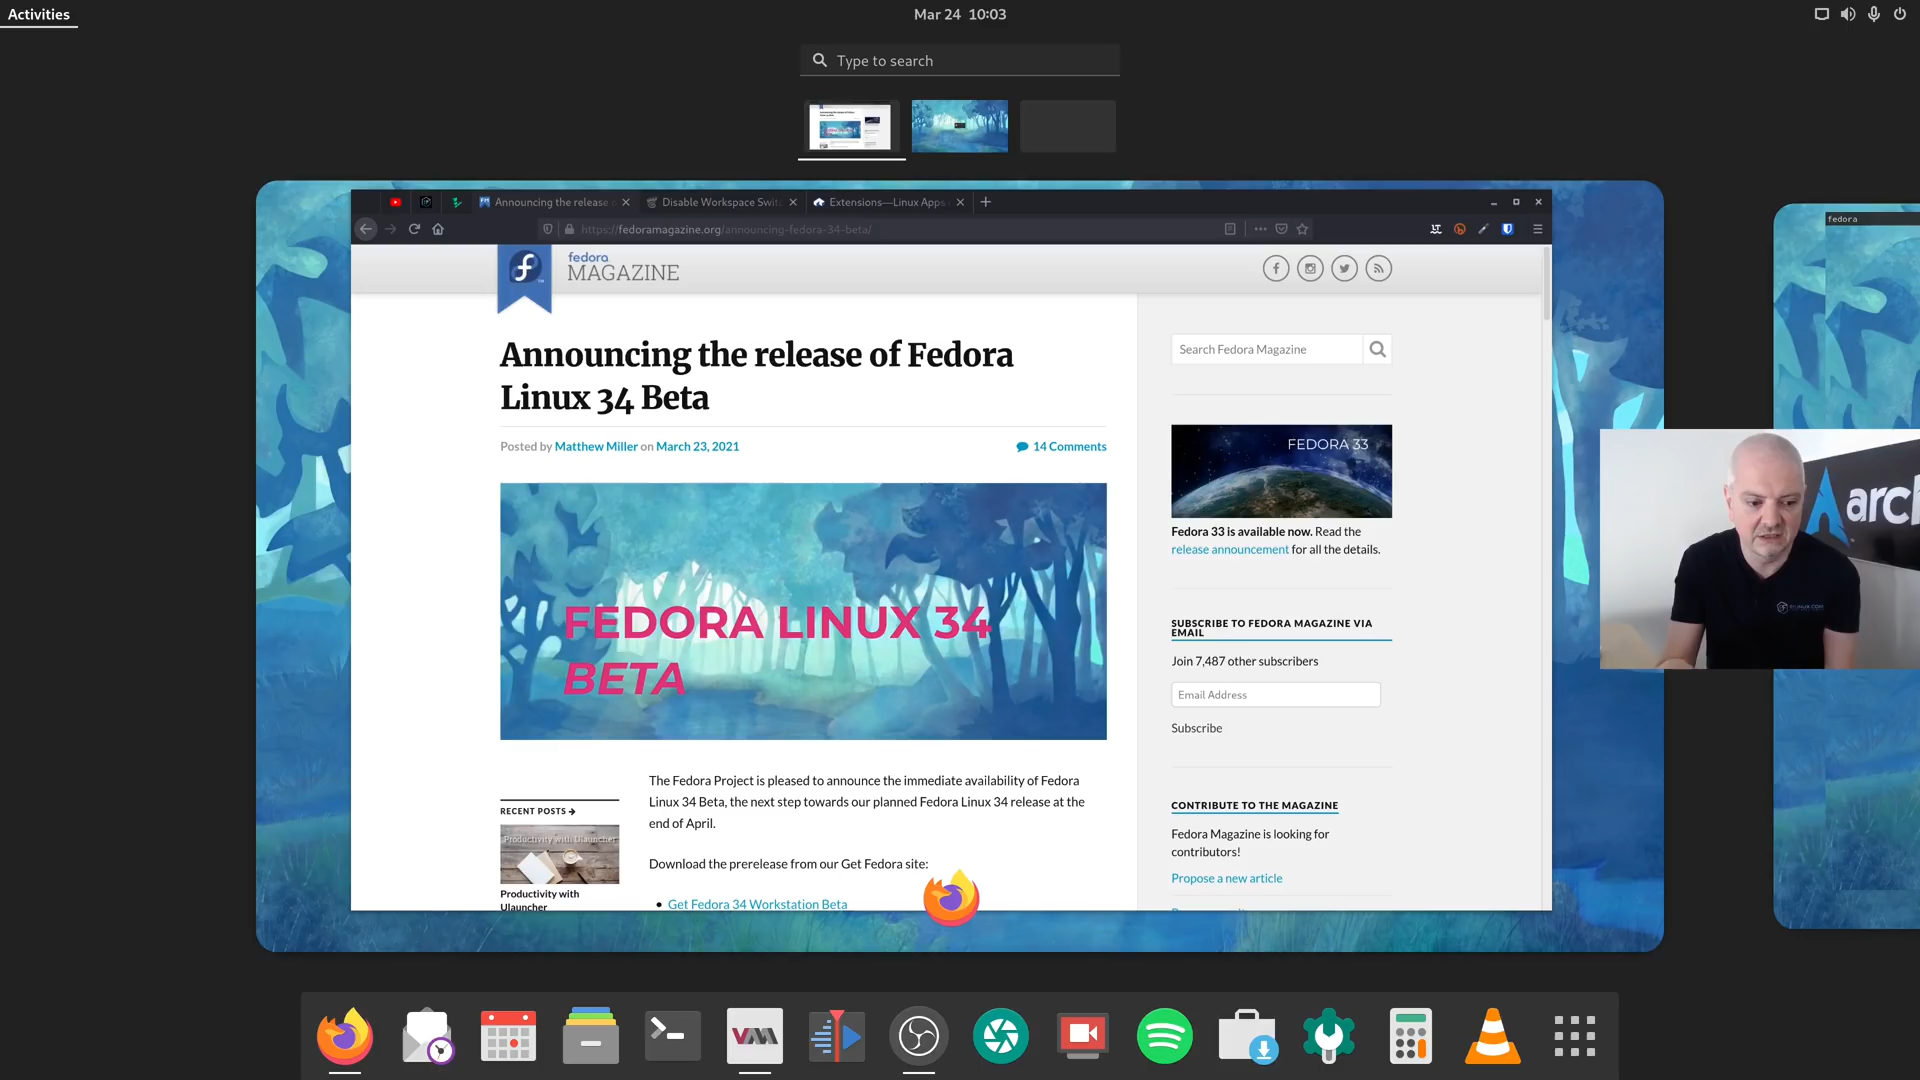 Activities
Mar 24 10:03
Type to search
Announcing the release o
Disable Workspace Swit
Extensions—Linux Apps
https://fedoramagazine.org/announcing-fedora-34-beta/
fedora
MAGAZINE
Announcing the release of Fedora
Linux 34 Beta
Posted by Matthew Miller on March 23, 2021
14 Comments
FEDORA LINUX 34
BETA
RECENT POSTS
Productivity with Ulauncher
Productivity with
Ulauncher
The Fedora Project is pleased to announce the immediate availability of Fedora
Linux 34 Beta, the next step towards our planned Fedora Linux 34 release at the
end of April.
Download the prerelease from our Get Fedora site:
• Get Fedora 34 Workstation Beta
Search Fedora Magazine
FEDORA 33
Fedora 33 is available now. Read the
release announcement for all the details.
SUBSCRIBE TO FEDORA MAGAZINE VIA
EMAIL
Join 7,487 other subscribers
Email Address
Subscribe
CONTRIBUTE TO THE MAGAZINE
Fedora Magazine is looking for
contributors!
Propose a new article
fedora
arch